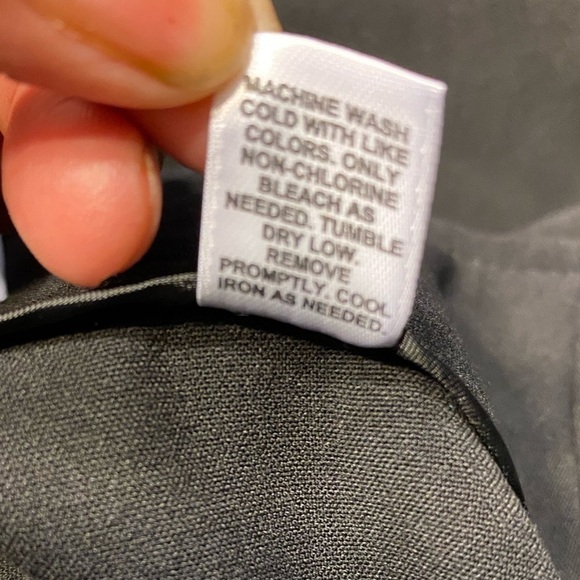 MACHINE WASH
COLD WITH LIKE
COLORS. ONLY
NON-CHLORINE
BLEACH AS
NEEDED. TUMBLE
DRY LOW.
REMOVE
PROMPTLY. COOL
IRON AS NEEDED.